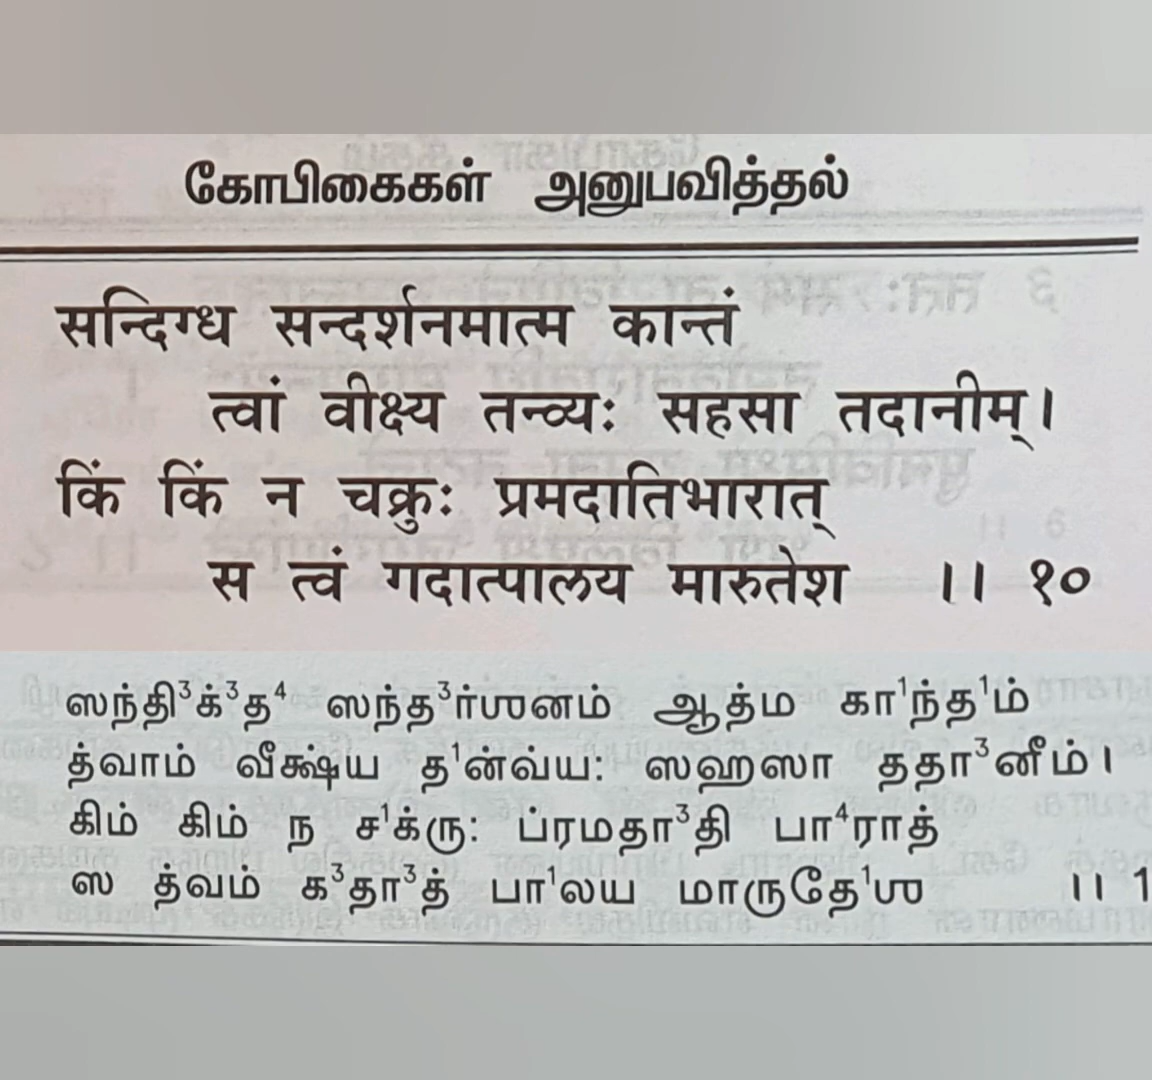 கோபிகைகள் அனுபவித்தல்
सन्दिग्ध सन्दर्शनमात्म कान्तं
त्वां वीक्ष्य तन्व्यः सहसा तदानीम्।
किं किं न चक्रुः प्रमदातिभारात्
स त्वं गदात्पालय मारुतेश ।। १०
ஸந்தி³க்³த⁴ ஸந்த³ர்ஶனம் ஆத்ம கா¹ந்த¹ம்
த்வாம் வீக்ஷ்ய த¹ன்வ்ய: ஸஹஸா ததா³னீம்।
கிம் கிம் ந ச¹க்ரு: ப்ரமதா³தி பா⁴ராத்
ஸ த்வம் க³தா³த் பா¹லய மாருதே¹ஶ ।। 1